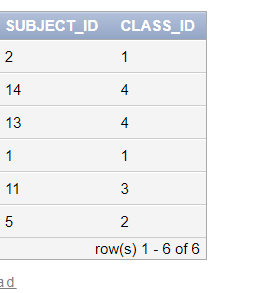 SUBJECT_ID CLASS_ID
2 1
14 4
13 4
1 1
11 3
5 2
row(s) 1 - 6 of 6
ad